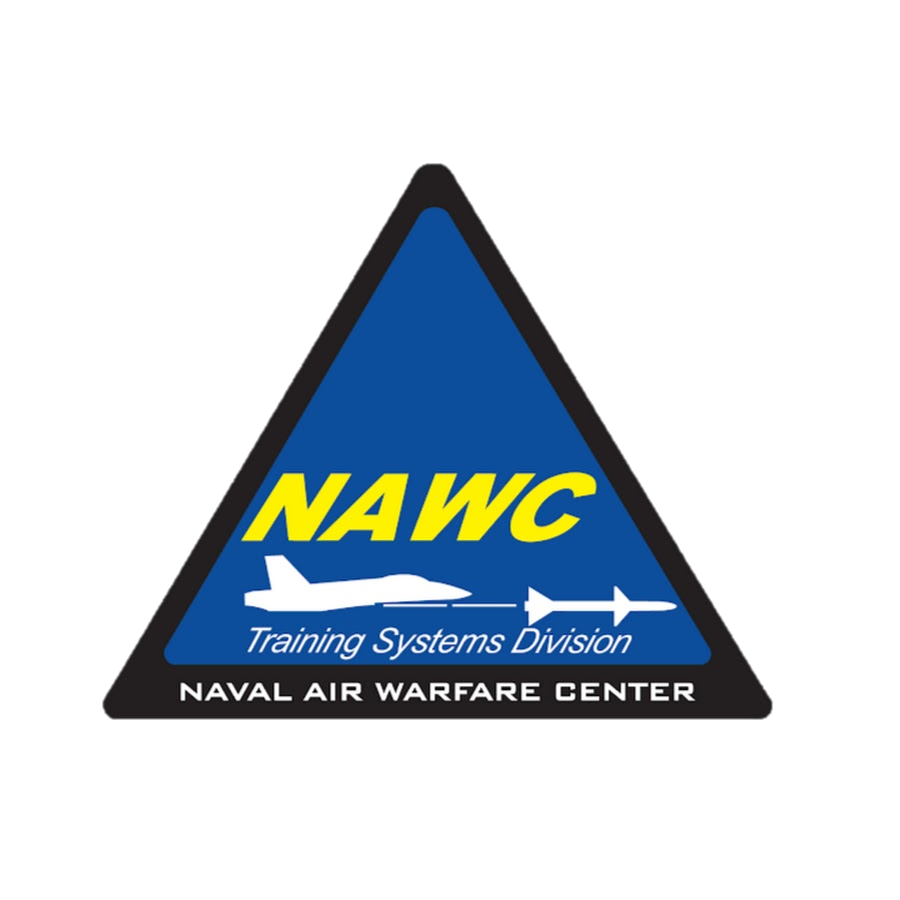 NAWC
Training Systems Division
NAVAL AIR WARFARE CENTER